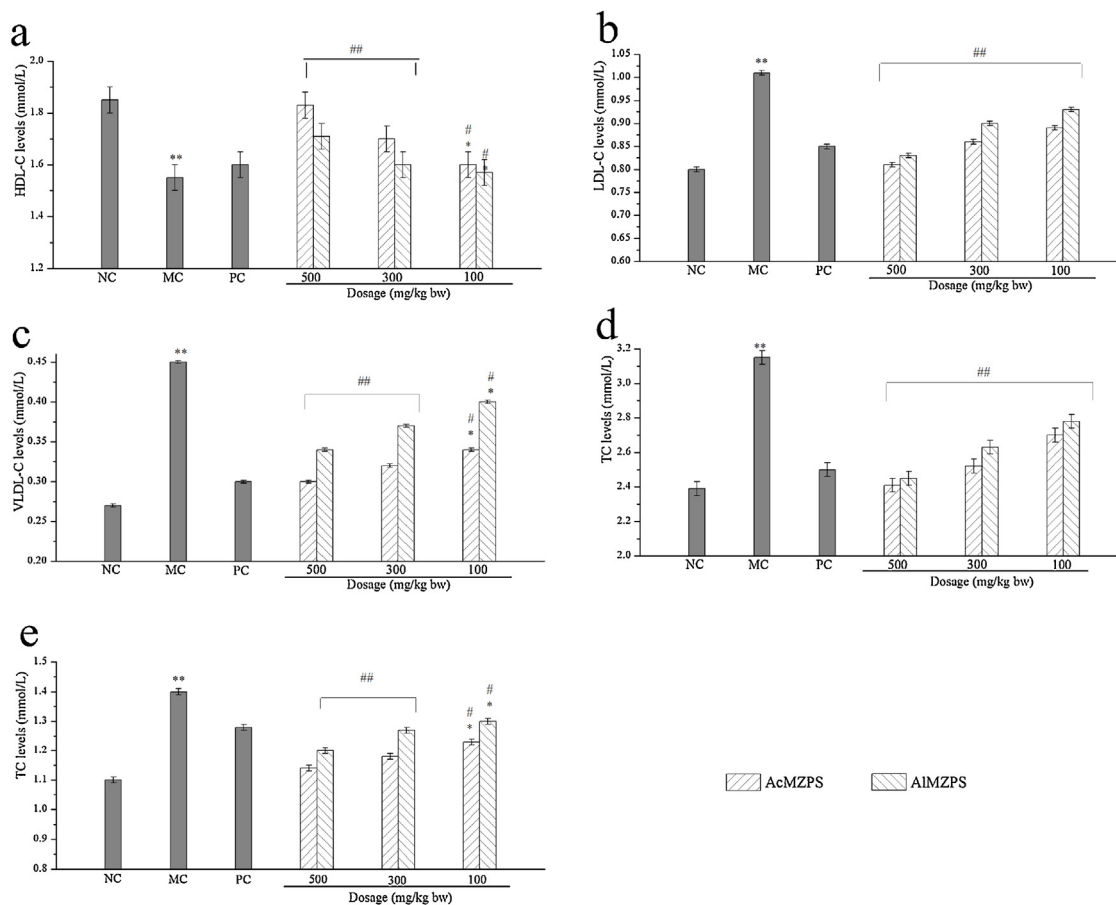 a
##
HDL-C levels (mmol/L)
2.0
1.8
1.6
1.4
1.2
**
#
*
#
*
NC MC PC 500 300 100
Dosage (mg/kg bw)
b
##
LDL-C levels (mmol/L)
1.05
1.00
0.95
0.90
0.85
0.80
0.75
0.70
0.65
0.60
**
NC MC PC 500 300 100
Dosage (mg/kg bw)
c
##
VLDL-C levels (mmol/L)
0.45
0.40
0.35
0.30
0.25
0.20
**
#
*
#
*
NC MC PC 500 300 100
Dosage (mg/kg bw)
d
##
TC levels (mmol/L)
3.2
3.0
2.8
2.6
2.4
2.2
2.0
**
NC MC PC 500 300 100
Dosage (mg/kg bw)
e
##
TC levels (mmol/L)
1.5
1.4
1.3
1.2
1.1
1.0
0.9
0.8
**
#
*
#
*
NC MC PC 500 300 100
Dosage (mg/kg bw)
AcMZPS AlMZPS